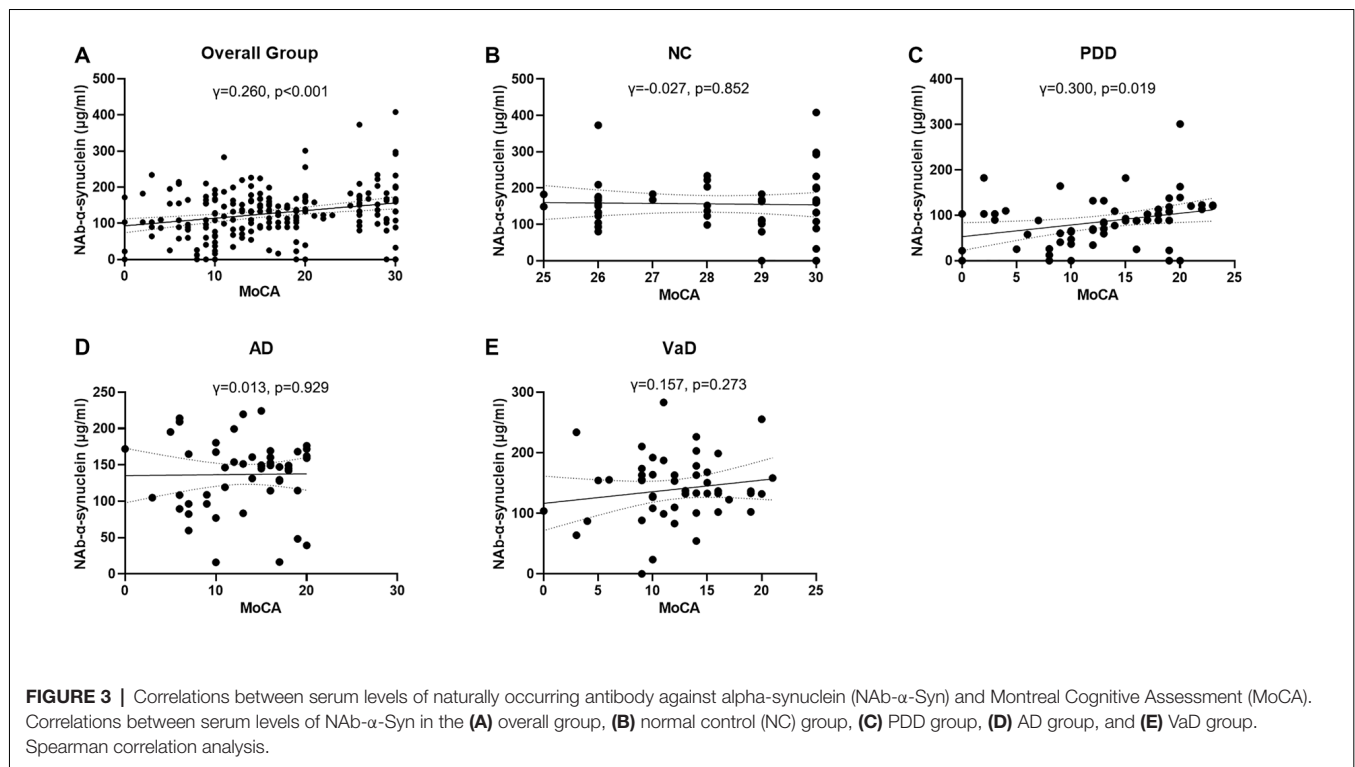 A
Overall Group
NAb-α-synuclein (µg/ml)
500
400
300
200
100
0
γ=0.260, p<0.001
0
10
20
30
MoCA
B
NC
NAb-α-synuclein (µg/ml)
500
400
300
200
100
0
γ=-0.027, p=0.852
25
26
27
28
29
30
MoCA
C
PDD
NAb-α-synuclein (µg/ml)
400
300
200
100
0
γ=0.300, p=0.019
0
5
10
15
20
25
MoCA
D
AD
NAb-α-synuclein (µg/ml)
250
200
150
100
50
0
γ=0.013, p=0.929
0
10
20
30
MoCA
E
VaD
NAb-α-synuclein (µg/ml)
300
200
100
0
γ=0.157, p=0.273
0
5
10
15
20
25
MoCA
FIGURE 3 | Correlations between serum levels of naturally occurring antibody against alpha-synuclein (NAb-α-Syn) and Montreal Cognitive Assessment (MoCA).
Correlations between serum levels of NAb-α-Syn in the (A) overall group, (B) normal control (NC) group, (C) PDD group, (D) AD group, and (E) VaD group.
Spearman correlation analysis.